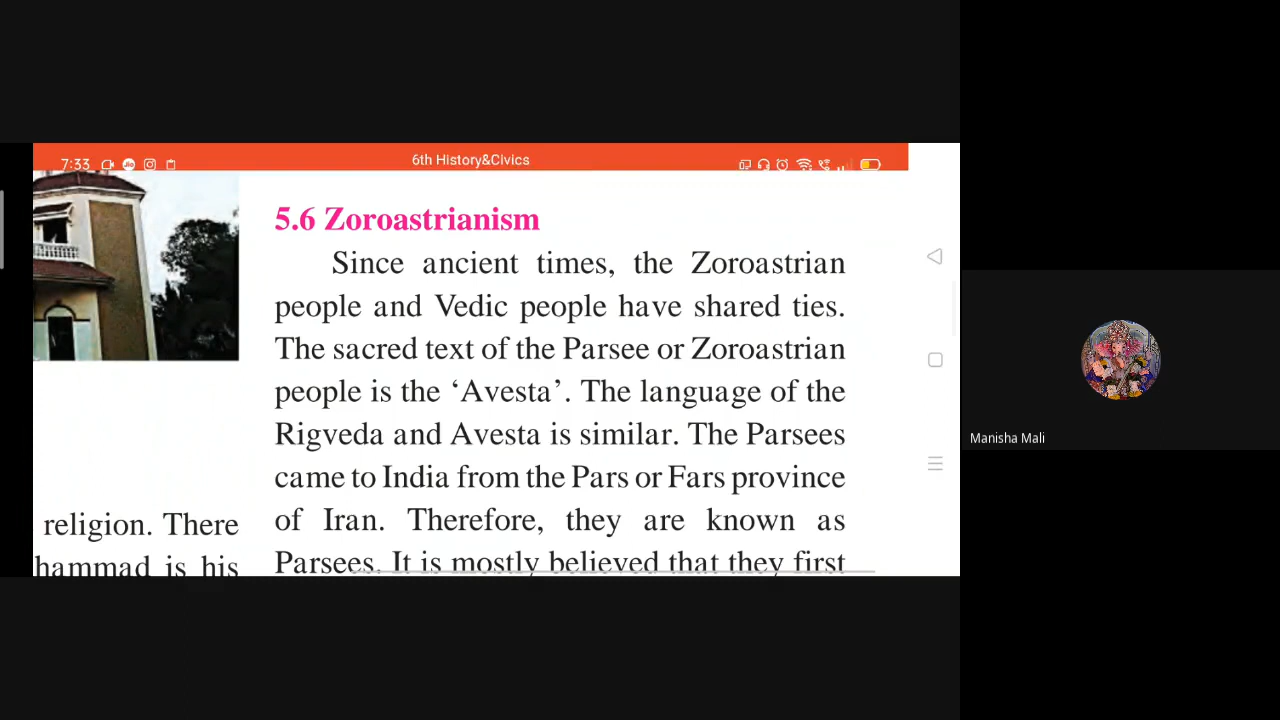 7:33
6th History&Civics
5.6 Zoroastrianism
Since ancient times, the Zoroastrian
people and Vedic people have shared ties.
The sacred text of the Parsee or Zoroastrian
people is the ‘Avesta’. The language of the
Rigveda and Avesta is similar. The Parsees
came to India from the Pars or Fars province
of Iran. Therefore, they are known as
Parsees. It is mostly believed that they first
religion. There
hammad is his
Manisha Mali